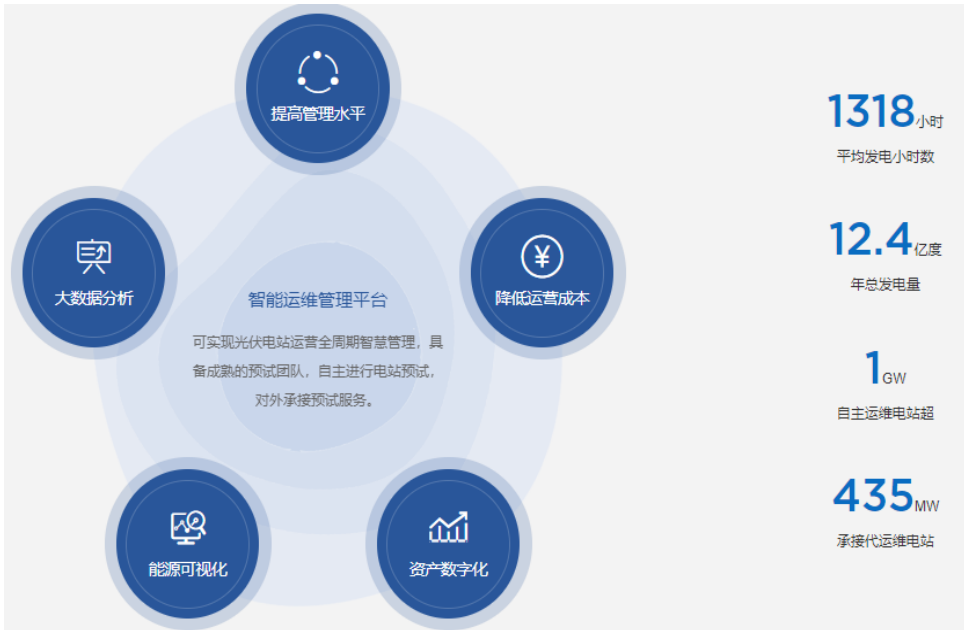 提高管理水平
大数据分析
降低运营成本
智能运维管理平台
可实现光伏电站运营全周期智慧管理，具
备成熟的预试团队，自主进行电站预试，
对外承接预试服务。
能源可视化
资产数字化
1318小时
平均发电小时数
12.4亿度
年总发电量
1GW
自主运维电站超
435MW
承接代运维电站